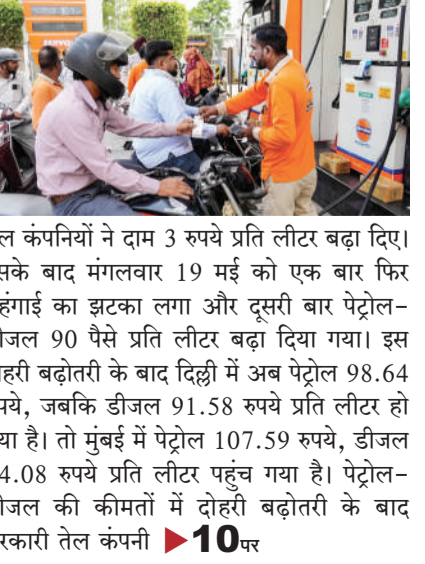 ल कंपनियों ने दाम 3 रुपये प्रति लीटर बढ़ा दिए।
सके बाद मंगलवार 19 मई को एक बार फिर
हंगाई का झटका लगा और दूसरी बार पेट्रोल-
ीजल 90 पैसे प्रति लीटर बढ़ा दिया गया। इस
ोहरी बढ़ोतरी के बाद दिल्ली में अब पेट्रोल 98.64
पये, जबकि डीजल 91.58 रुपये प्रति लीटर हो
या है। तो मुंबई में पेट्रोल 107.59 रुपये, डीजल
4.08 रुपये प्रति लीटर पहुंच गया है। पेट्रोल-
ीजल की कीमतों में दोहरी बढ़ोतरी के बाद
रकारी तेल कंपनी ▶10पर